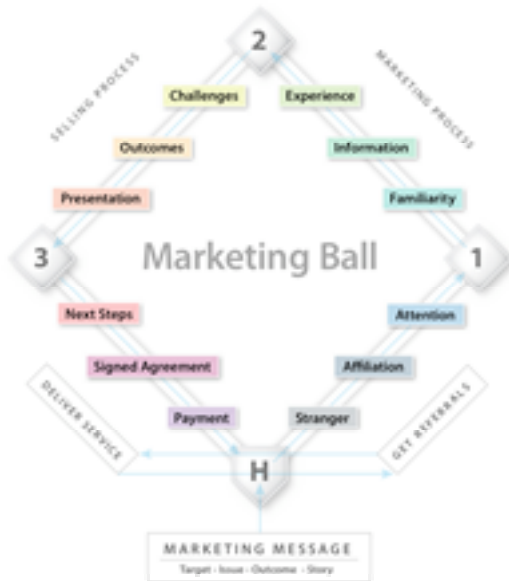 2
SELLING PROCESS
MARKETING PROCESS
Challenges
Experience
Outcomes
Information
Presentation
Familiarity
3
Marketing Ball
1
Next Steps
Attention
Signed Agreement
Affiliation
Payment
Stranger
DELIVER SERVICE
GET REFERRALS
H
MARKETING MESSAGE
Target - Issue - Outcome - Story